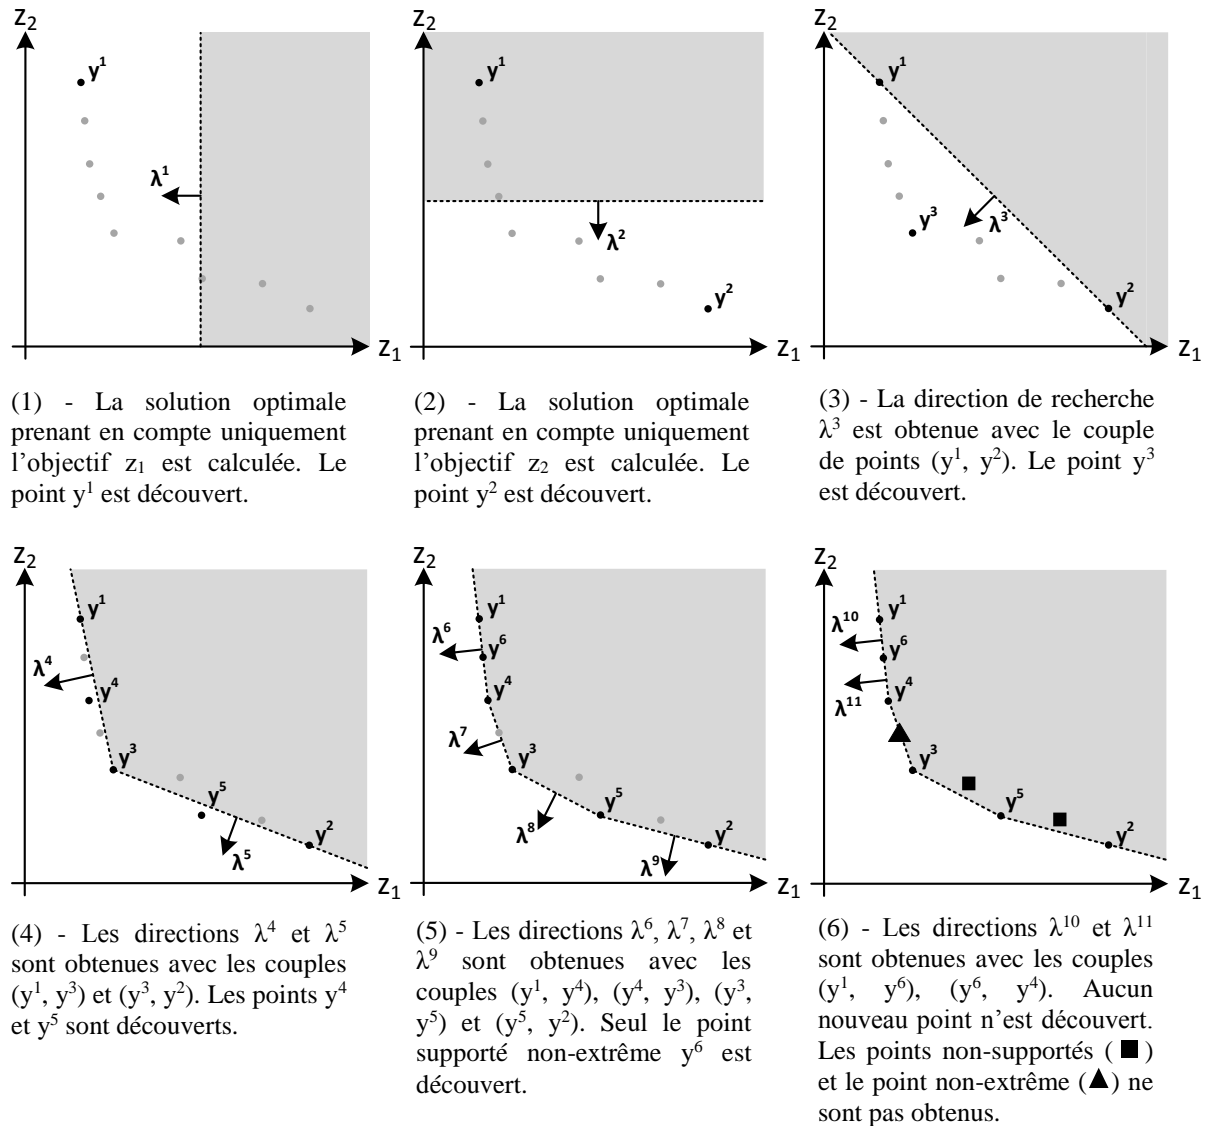 z2
y1
λ1
z1
z2
y1
λ2
y2
z1
z2
y1
y3
λ3
y2
z1
(1) - La solution optimale
prenant en compte uniquement
l’objectif z1 est calculée. Le
point y1 est découvert.
(2) - La solution optimale
prenant en compte uniquement
l’objectif z2 est calculée. Le
point y2 est découvert.
(3) - La direction de recherche
λ3 est obtenue avec le couple
de points (y1, y2). Le point y3
est découvert.
z2
y1
λ4
y4
y3
y5
y2
λ5
z1
z2
y1
λ6
y6
y4
λ7
y3
y5
λ8
y2
λ9
z1
z2
y1
λ10
y6
y4
λ11
y3
y5
y2
z1
(4) - Les directions λ4 et λ5
sont obtenues avec les couples
(y1, y3) et (y3, y2). Les points y4
et y5 sont découverts.
(5) - Les directions λ6, λ7, λ8 et
λ9 sont obtenues avec les
couples (y1, y4), (y4, y3), (y3,
y5) et (y5, y2). Seul le point
supporté non-extrême y6 est
découvert.
(6) - Les directions λ10 et λ11
sont obtenues avec les couples
(y1, y6), (y6, y4). Aucun
nouveau point n’est découvert.
Les points non-supportés (■)
et le point non-extrême (▲) ne
sont pas obtenus.